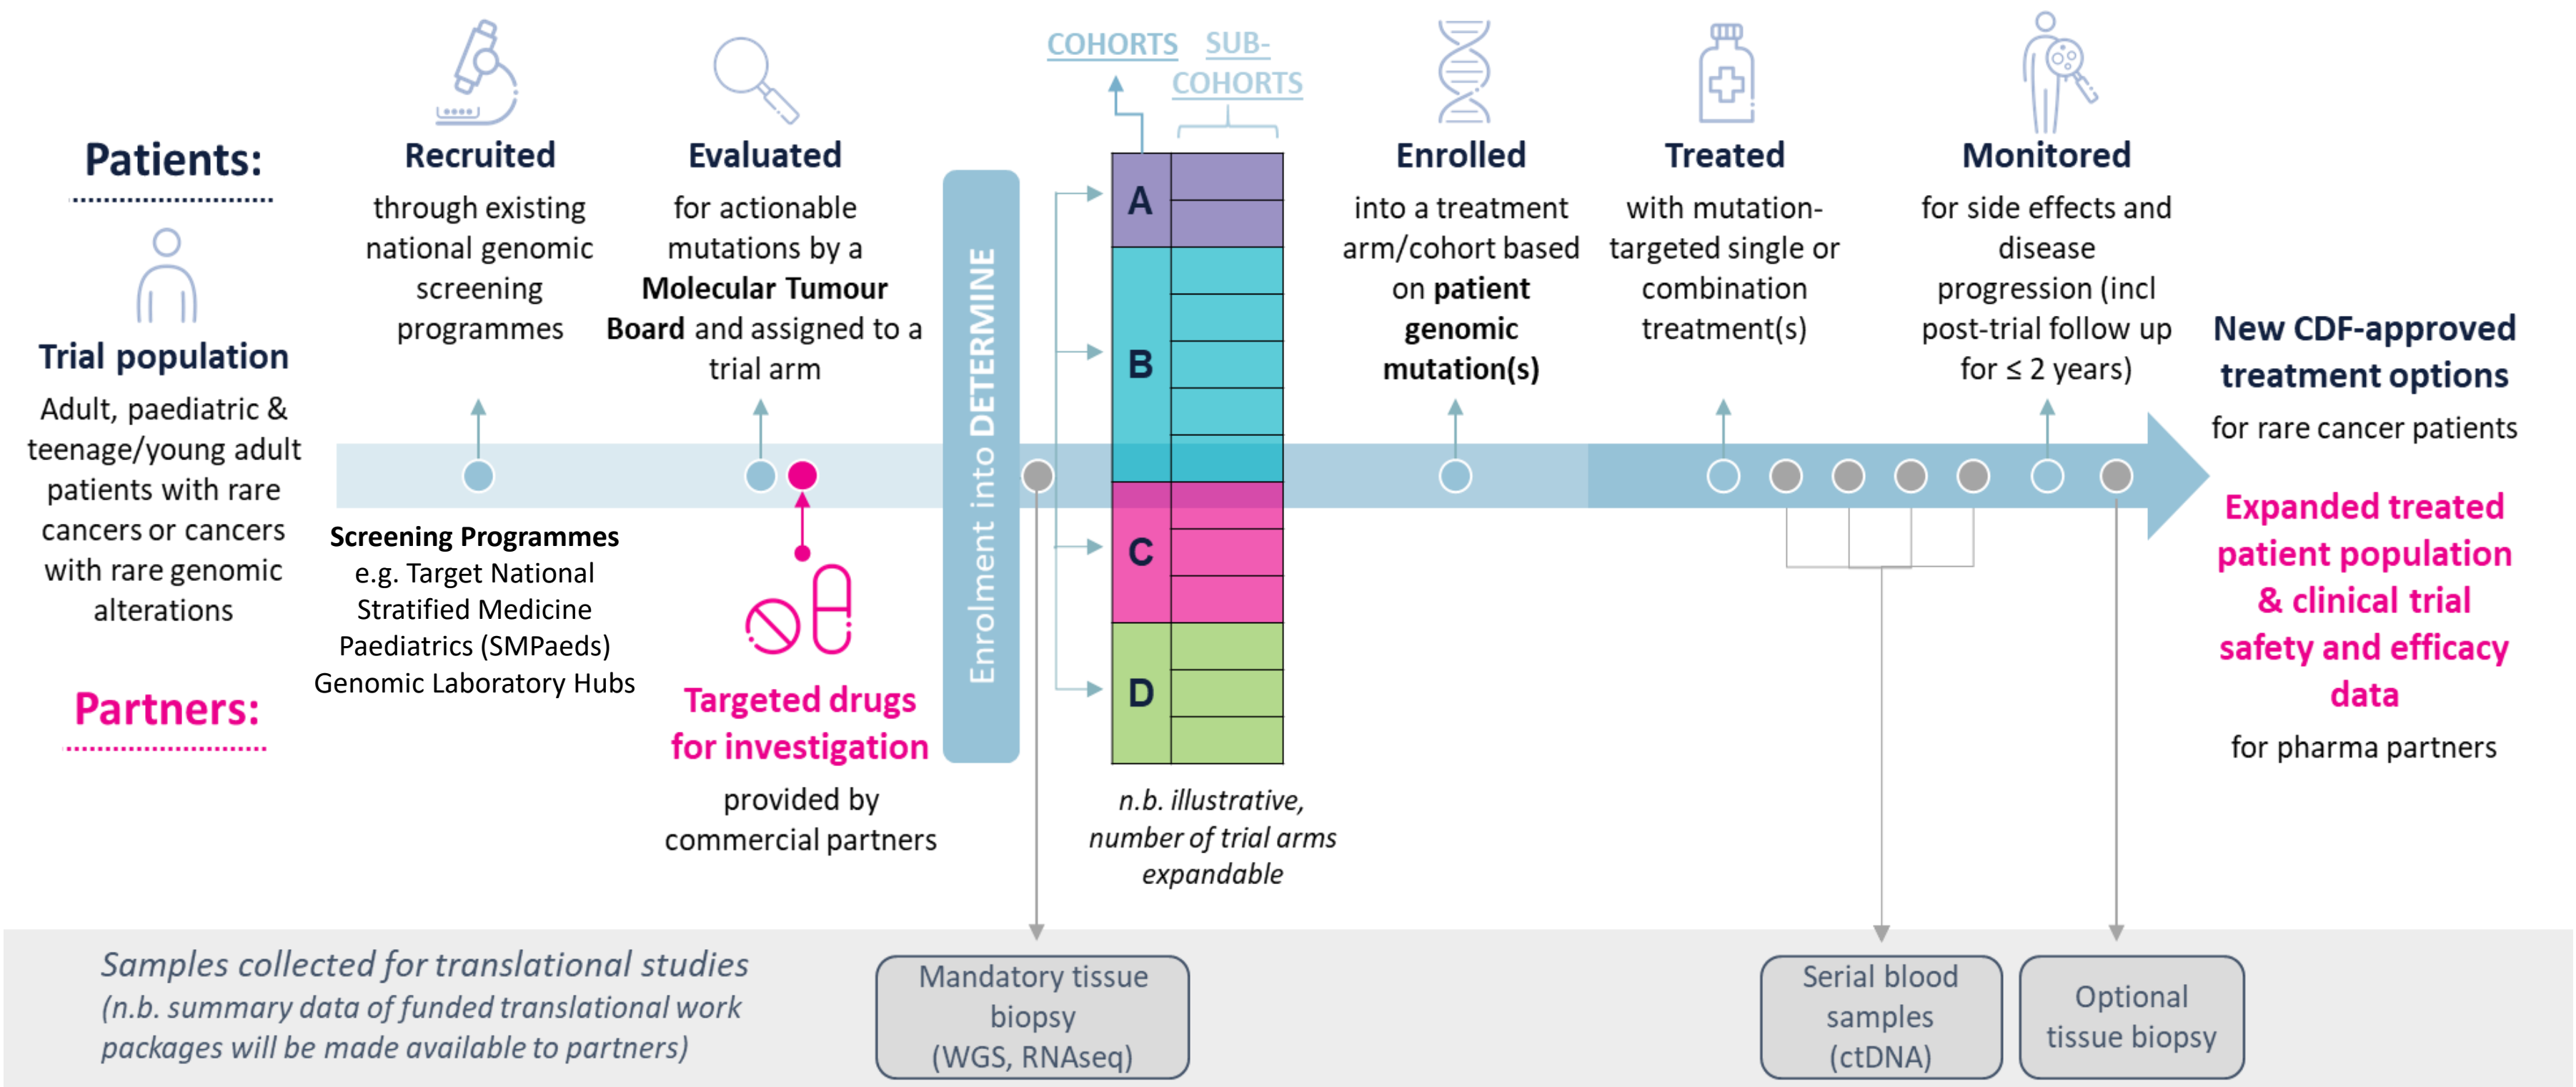 Patients:
Trial population
Adult, paediatric &
teenage/young adult
patients with rare
cancers or cancers
with rare genomic
alterations
Partners:
Recruited
through existing
national genomic
screening
programmes
Screening Programmes
e.g. Target National
Stratified Medicine
Paediatrics (SMPaeds)
Genomic Laboratory Hubs
Evaluated
for actionable
mutations by a
Molecular Tumour
Board and assigned to a
trial arm
Targeted drugs
for investigation
provided by
commercial partners
Enrolment into DETERMINE
COHORTS
SUB-
COHORTS
A
B
C
D
n.b. illustrative,
number of trial arms
expandable
Enrolled
into a treatment
arm/cohort based
on patient
genomic
mutation(s)
Treated
with mutation-
targeted single or
combination
treatment(s)
Monitored
for side effects and
disease
progression (incl
post-trial follow up
for ≤ 2 years)
New CDF-approved
treatment options
for rare cancer patients
Expanded treated
patient population
& clinical trial
safety and efficacy
data
for pharma partners
Samples collected for translational studies
(n.b. summary data of funded translational work
packages will be made available to partners)
Mandatory tissue
biopsy
(WGS, RNAseq)
Serial blood
samples
(ctDNA)
Optional
tissue biopsy